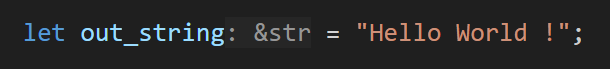 let out_string: &str = "Hello World !";